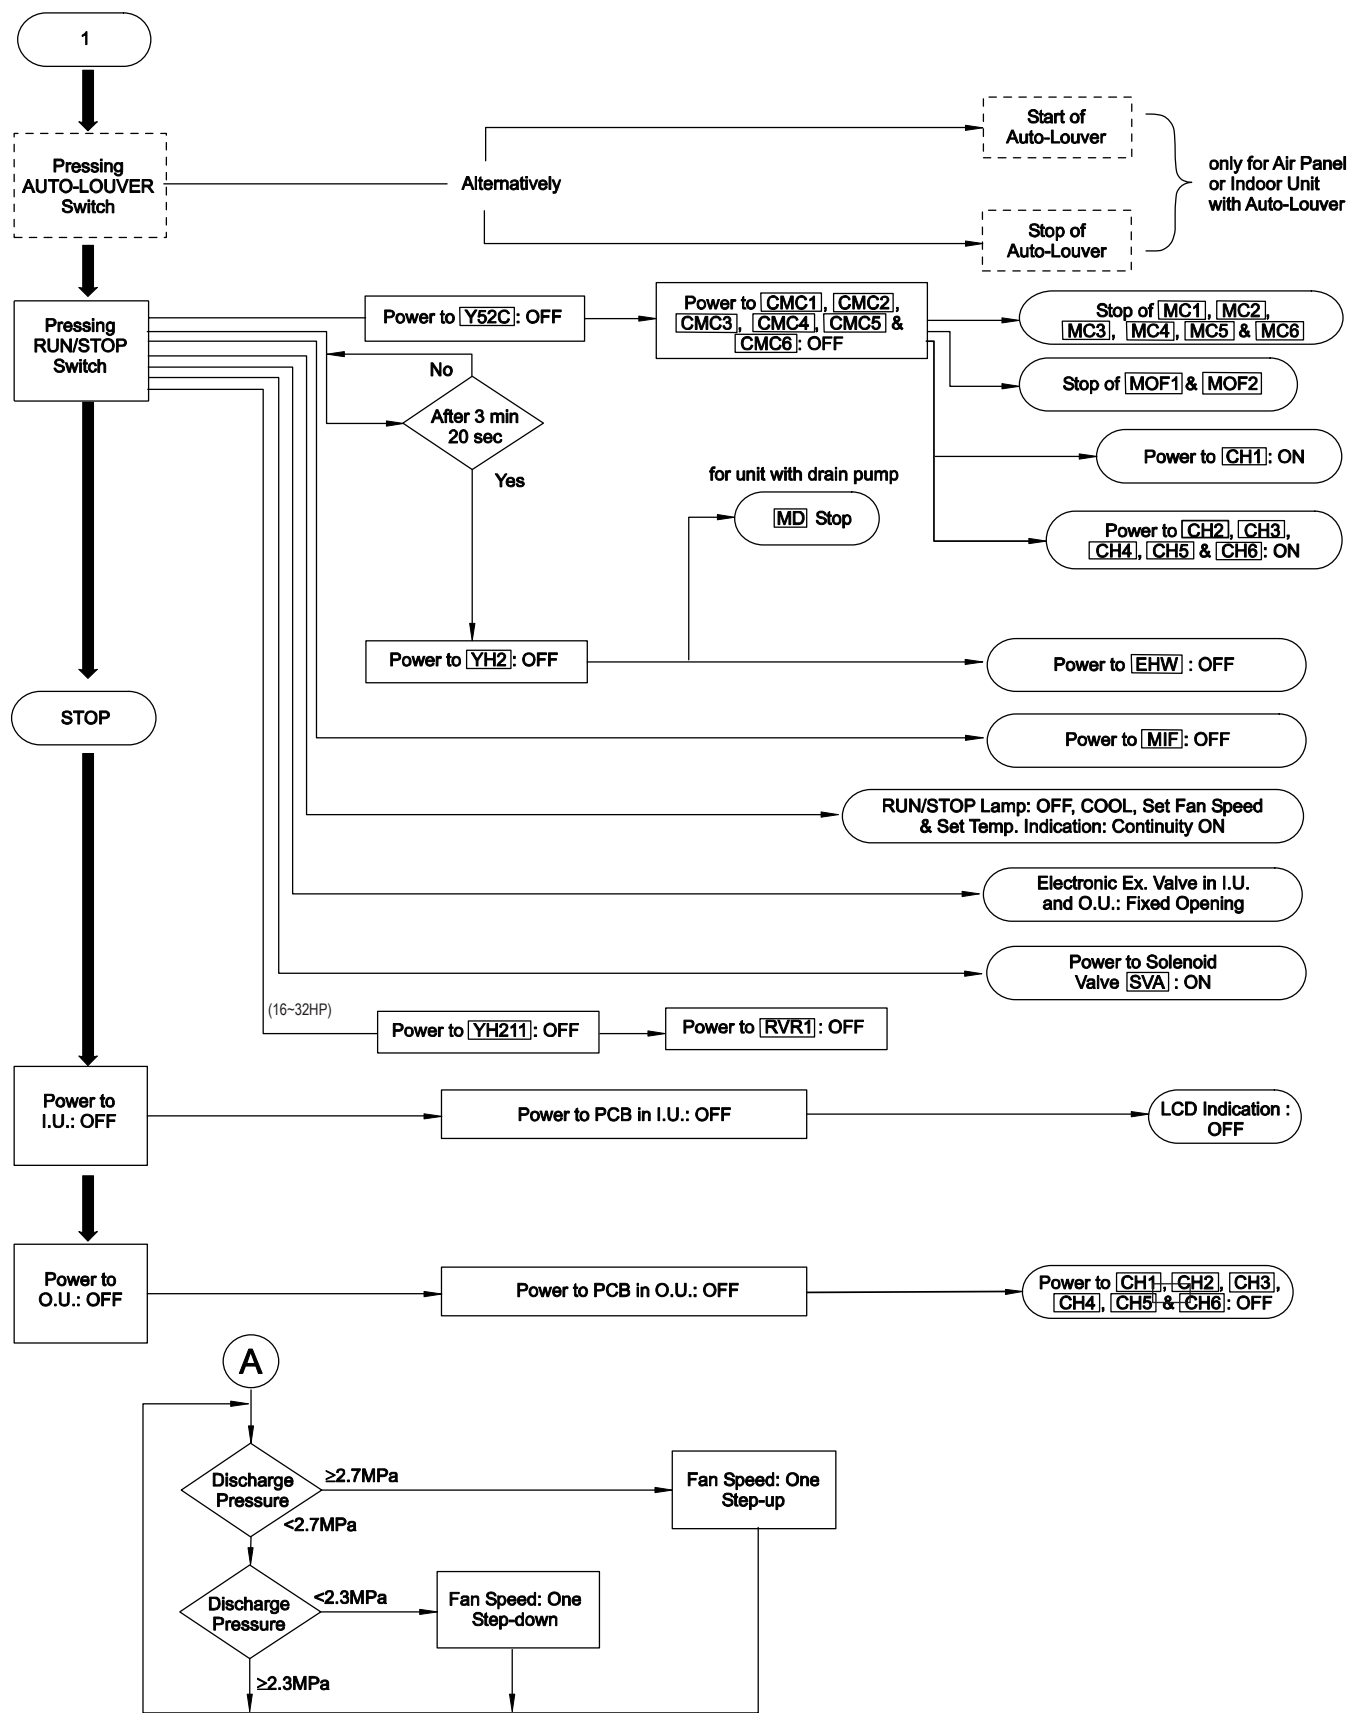 1
Pressing
AUTO-LOUVER
Switch
Alternatively
Start of
Auto-Louver
Stop of
Auto-Louver
only for Air Panel
or Indoor Unit
with Auto-Louver
Pressing
RUN/STOP
Switch
Power to Y52C : OFF
Power to CMC1, CMC2,
CMC3, CMC4, CMC5 &
CMC6: OFF
Stop of MC1, MC2,
MC3, MC4, MC5 & MC6
Stop of MOF1 & MOF2
No
After 3 min
20 sec
Yes
Power to CH1 : ON
for unit with drain pump
MD Stop
Power to CH2, CH3,
CH4, CH5 & CH6: ON
Power to YH2 : OFF
Power to EHW : OFF
STOP
Power to MIF : OFF
RUN/STOP Lamp: OFF, COOL, Set Fan Speed
& Set Temp. Indication: Continuity ON
Electronic Ex. Valve in I.U.
and O.U.: Fixed Opening
Power to Solenoid
Valve SVA : ON
(16~32HP)
Power to YH211 : OFF
Power to RVR1 : OFF
Power to
I.U.: OFF
Power to PCB in I.U.: OFF
LCD Indication :
OFF
Power to
O.U.: OFF
Power to PCB in O.U.: OFF
Power to CH1, CH2, CH3,
CH4, CH5 & CH6: OFF
A
Discharge
Pressure
≥2.7MPa
<2.7MPa
Fan Speed: One
Step-up
Discharge
Pressure
<2.3MPa
≥2.3MPa
Fan Speed: One
Step-down